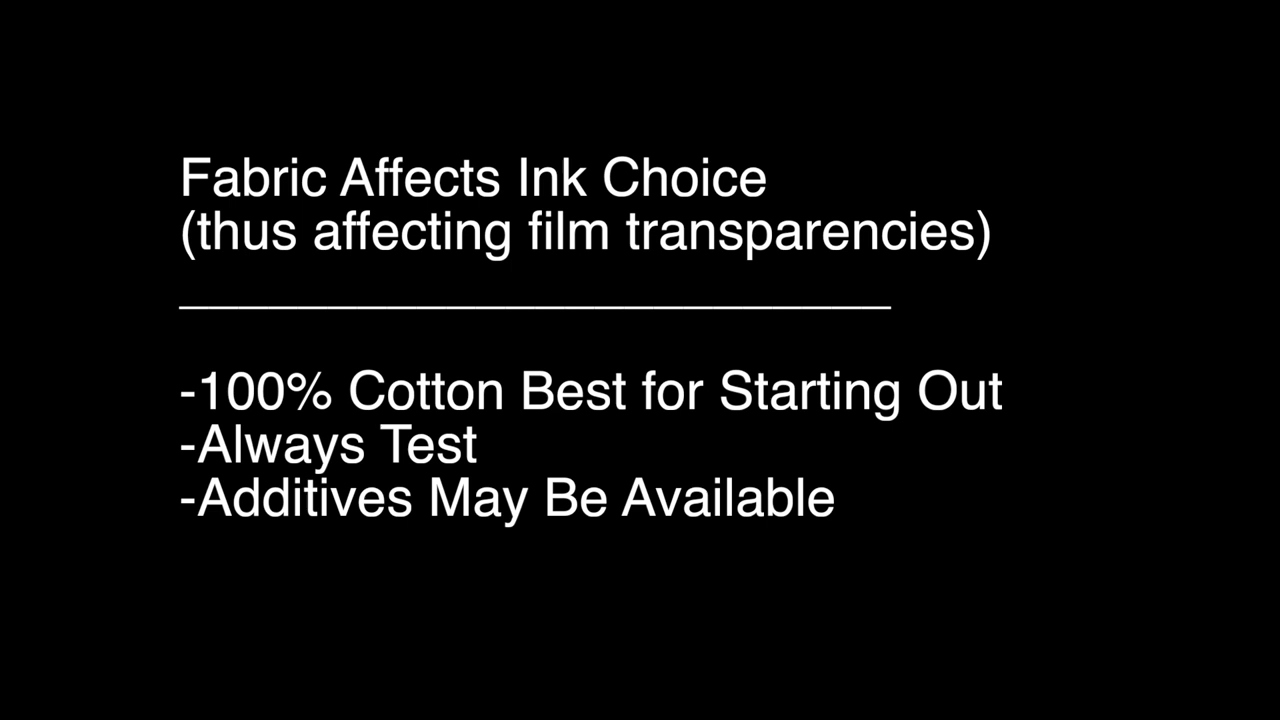 Fabric Affects Ink Choice
(thus affecting film transparencies)
-100% Cotton Best for Starting Out
-Always Test
-Additives May Be Available